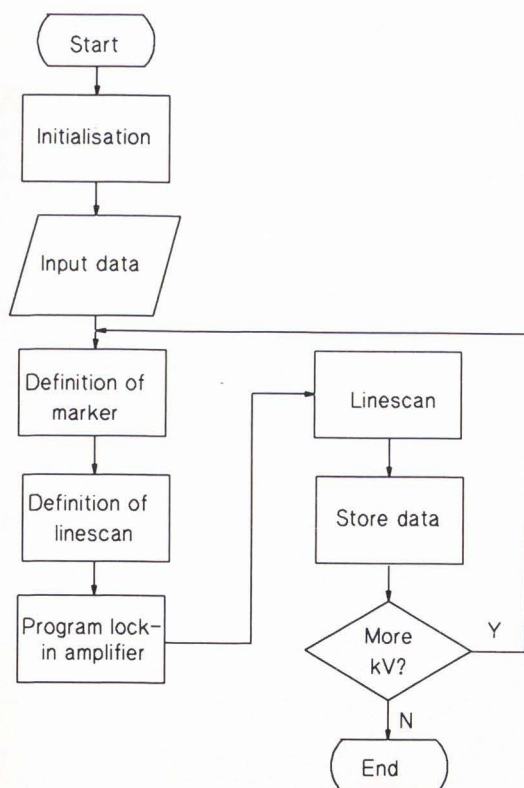 Start
Initialisation
Input data
Definition of
marker
Definition of
linescan
Program lock-
in amplifier
Linescan
Store data
More
kV?
Y
N
End